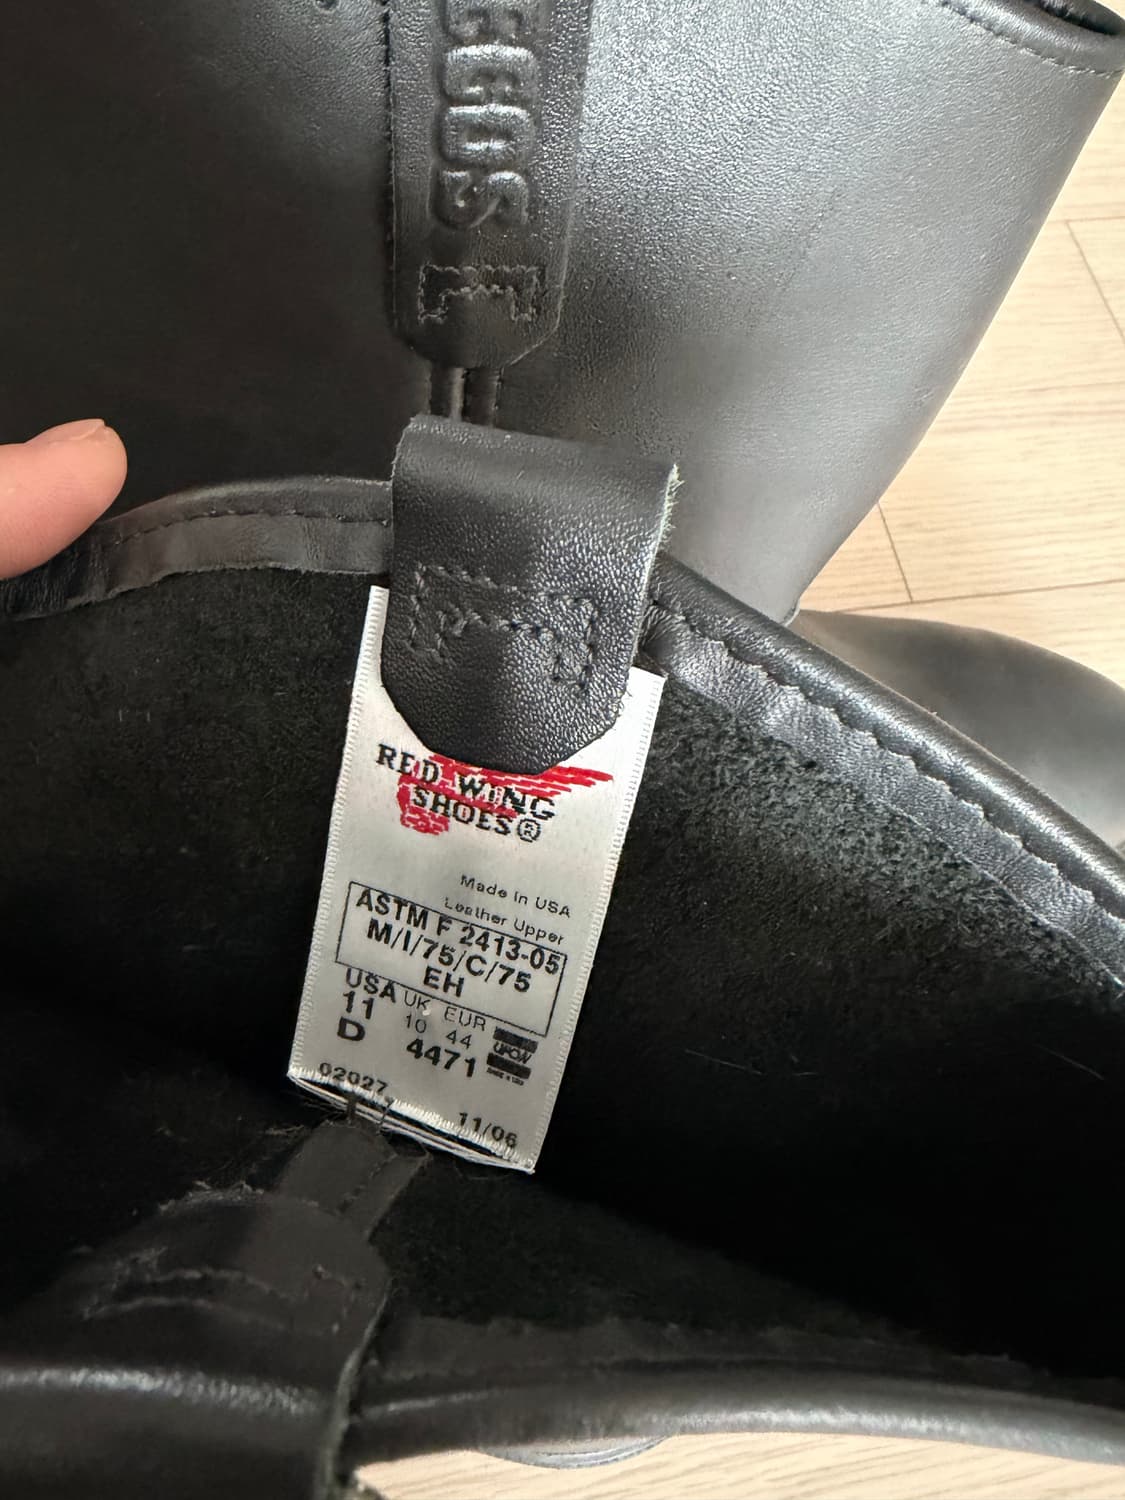 RED WING
SHOES®
Made in USA
Leather Upper
ASTM F 2413-05
M/I/75/C/75
EH
USA UK EUR
11 10 44
D 4471
UFCW
02027 11/06